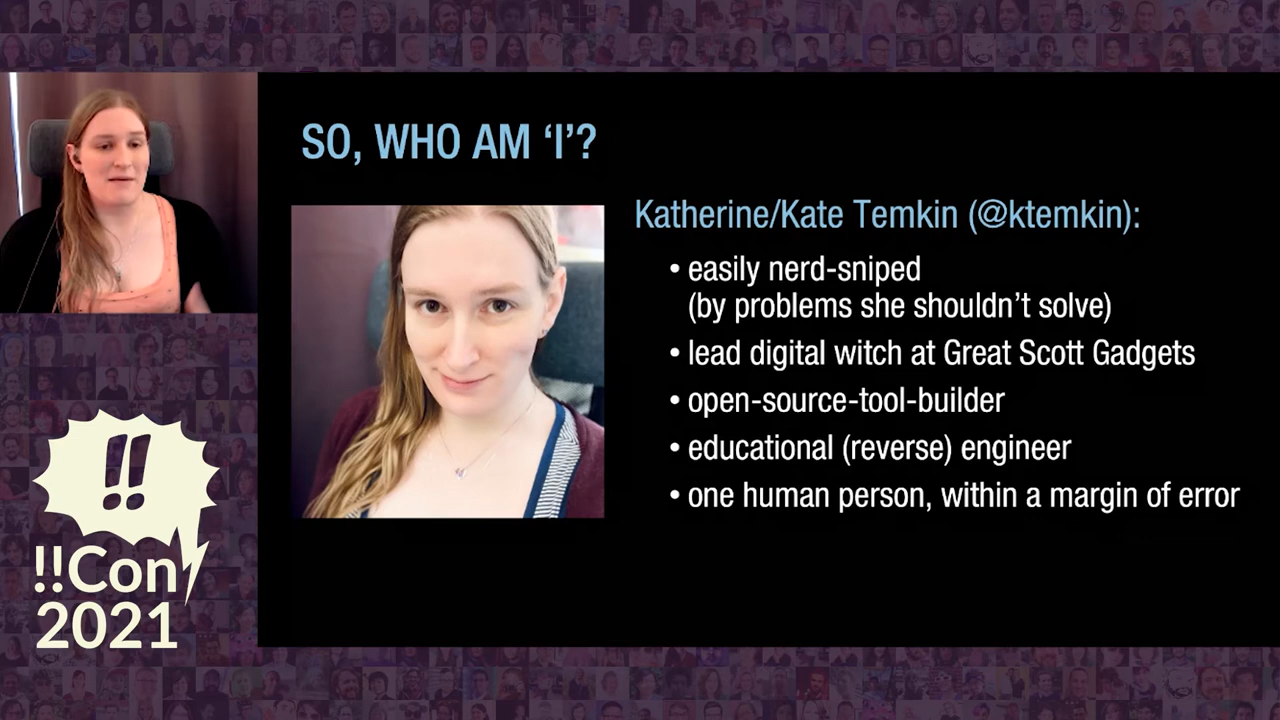 SO, WHO AM ‘I’?
Katherine/Kate Temkin (@ktemkin):
• easily nerd-sniped
(by problems she shouldn’t solve)
• lead digital witch at Great Scott Gadgets
• open-source-tool-builder
• educational (reverse) engineer
• one human person, within a margin of error
!!
!!Con
2021